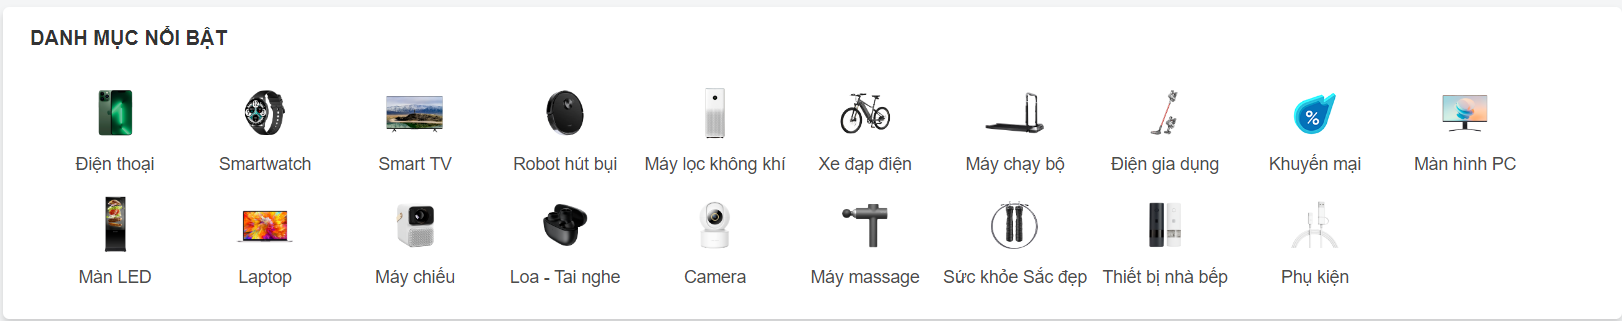 DANH MỤC NỔI BẬT
Điện thoại
Smartwatch
Smart TV
Robot hút bụi
Máy lọc không khí
Xe đạp điện
Máy chạy bộ
Điện gia dụng
%
Khuyến mại
Màn hình PC
Màn LED
Laptop
Máy chiếu
Loa - Tai nghe
Camera
Máy massage
Sức khỏe Sắc đẹp
Thiết bị nhà bếp
Phụ kiện